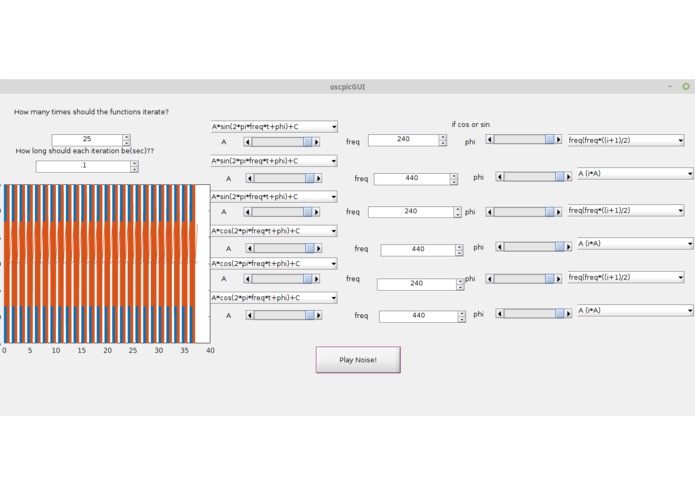 oscpicGUI
How many times should the functions iterate?
25
How long should each iteration be(sec)??
.1
if cos or sin
A*sin(2*pi*freq*t+phi)+C
A freq 240 phi freq(freq*((i+1)/2)
A*sin(2*pi*freq*t+phi)+C
A freq 440 phi A (i*A)
A*sin(2*pi*freq*t+phi)+C
A freq 240 phi freq(freq*((i+1)/2)
A*cos(2*pi*freq*t+phi)+C
A freq 440 phi A (i*A)
A*cos(2*pi*freq*t+phi)+C
A freq 240 phi freq(freq*((i+1)/2)
A*cos(2*pi*freq*t+phi)+C
A freq 440 phi A (i*A)
0 5 10 15 20 25 30 35 40
Play Noise!